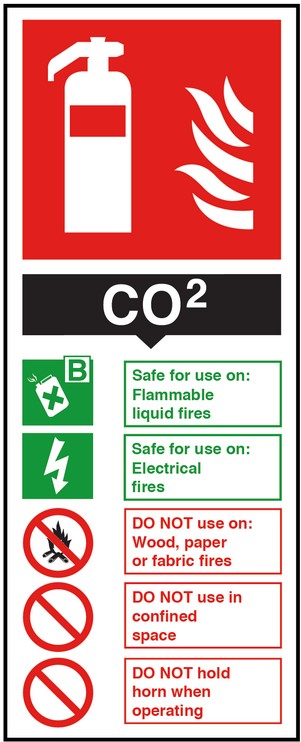 CO²
B
Safe for use on:
Flammable
liquid fires
Safe for use on:
Electrical
fires
DO NOT use on:
Wood, paper
or fabric fires
DO NOT use in
confined
space
DO NOT hold
horn when
operating